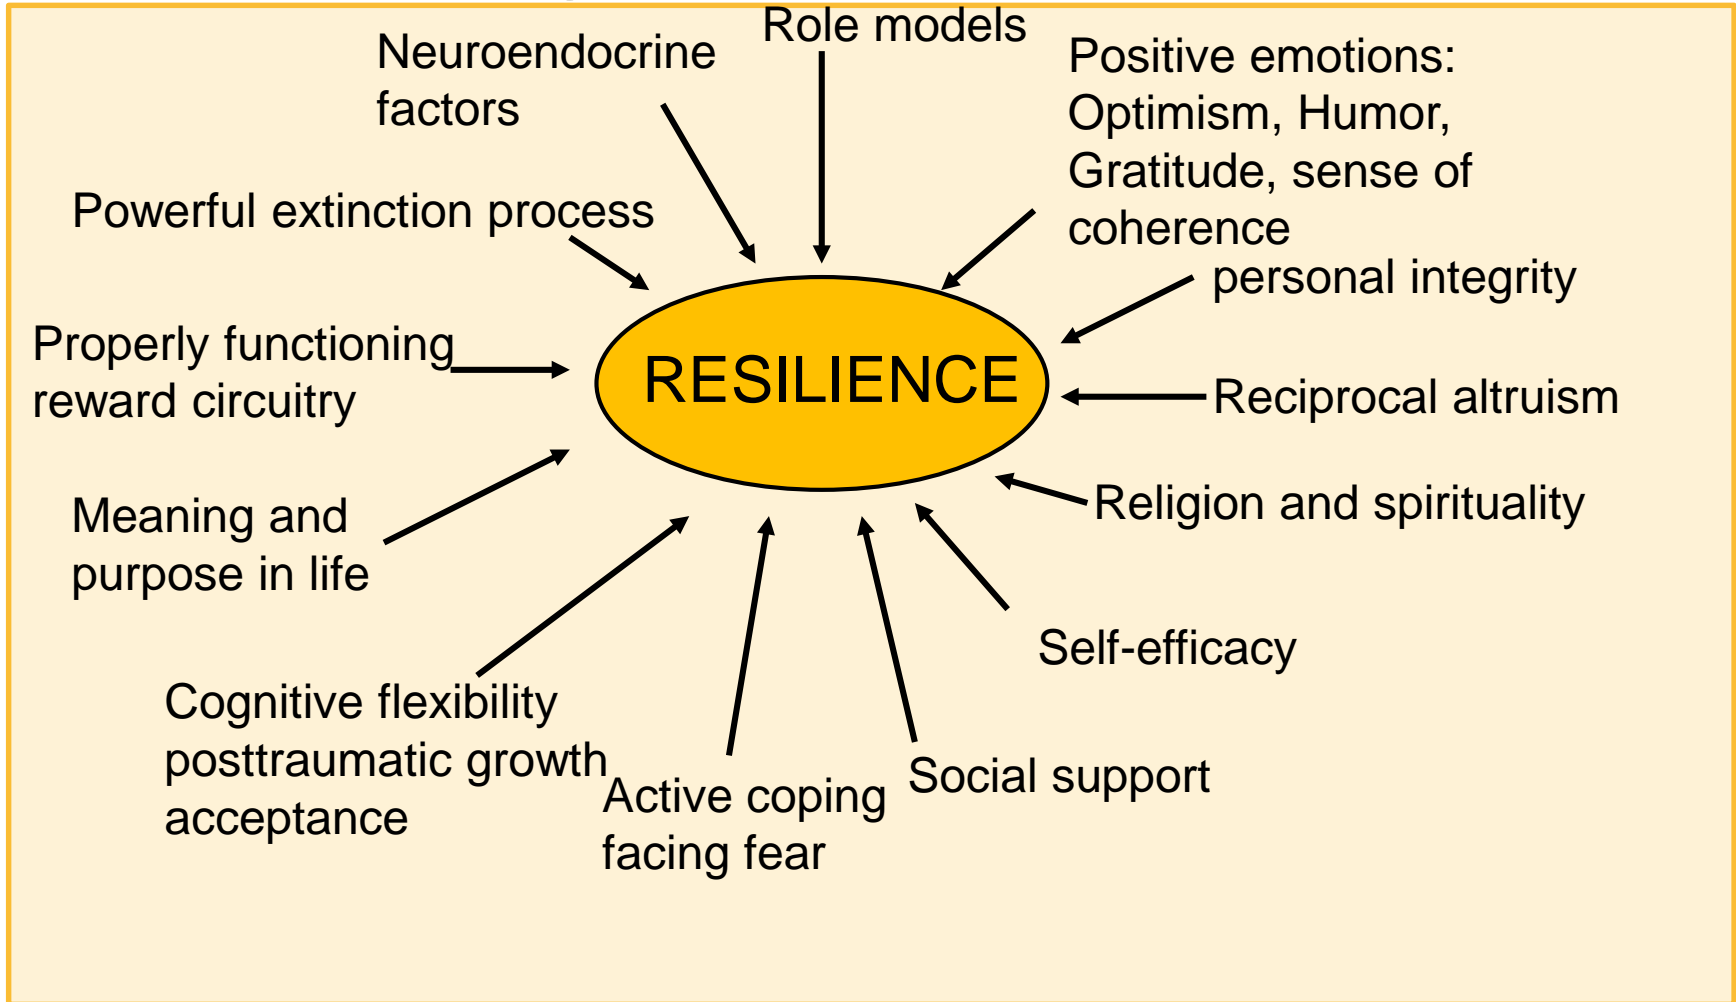 Role models
Neuroendocrine
factors
Positive emotions:
Optimism, Humor,
Gratitude, sense of
coherence
Powerful extinction process
personal integrity
Properly functioning
reward circuitry
RESILIENCE
Reciprocal altruism
Meaning and
purpose in life
Religion and spirituality
Self-efficacy
Cognitive flexibility
posttraumatic growth
acceptance
Active coping
facing fear
Social support